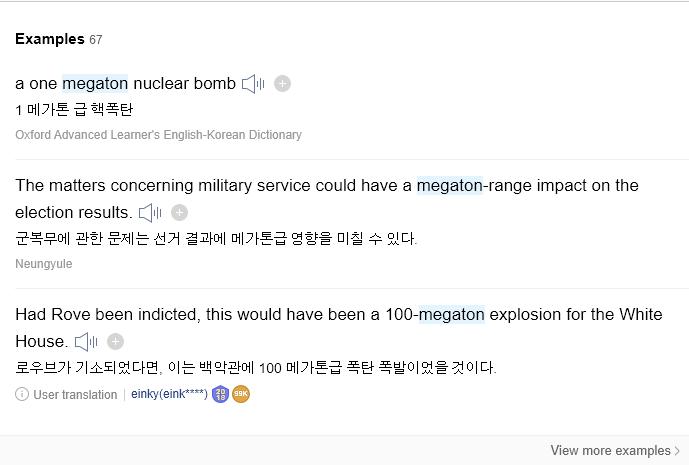 Examples 67
a one megaton nuclear bomb
1 메가톤 급 핵폭탄
Oxford Advanced Learner's English-Korean Dictionary
The matters concerning military service could have a megaton-range impact on the
election results.
군복무에 관한 문제는 선거 결과에 메가톤급 영향을 미칠 수 있다.
Neungyule
Had Rove been indicted, this would have been a 100-megaton explosion for the White
House.
로우브가 기소되었다면, 이는 백악관에 100 메가톤급 폭탄 폭발이었을 것이다.
User translation | einky(eink****) 2018 99K
View more examples